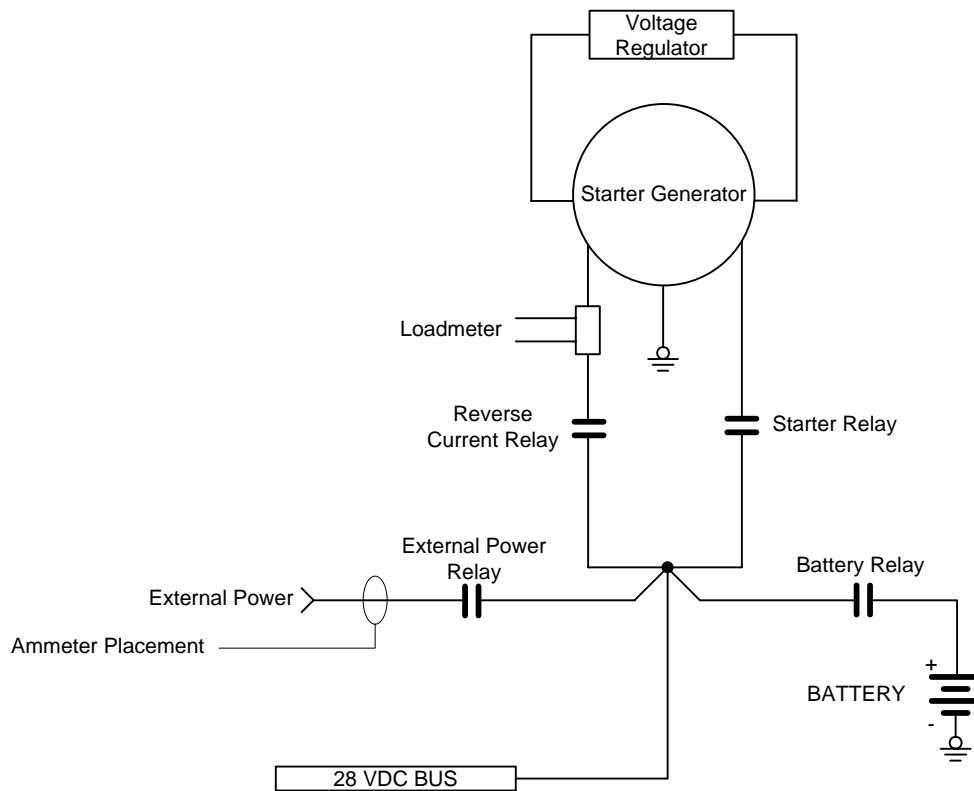 Voltage
Regulator
Starter Generator
Loadmeter
Reverse
Current Relay
Starter Relay
External Power
Relay
Battery Relay
External Power
Ammeter Placement
+
BATTERY
-
28 VDC BUS